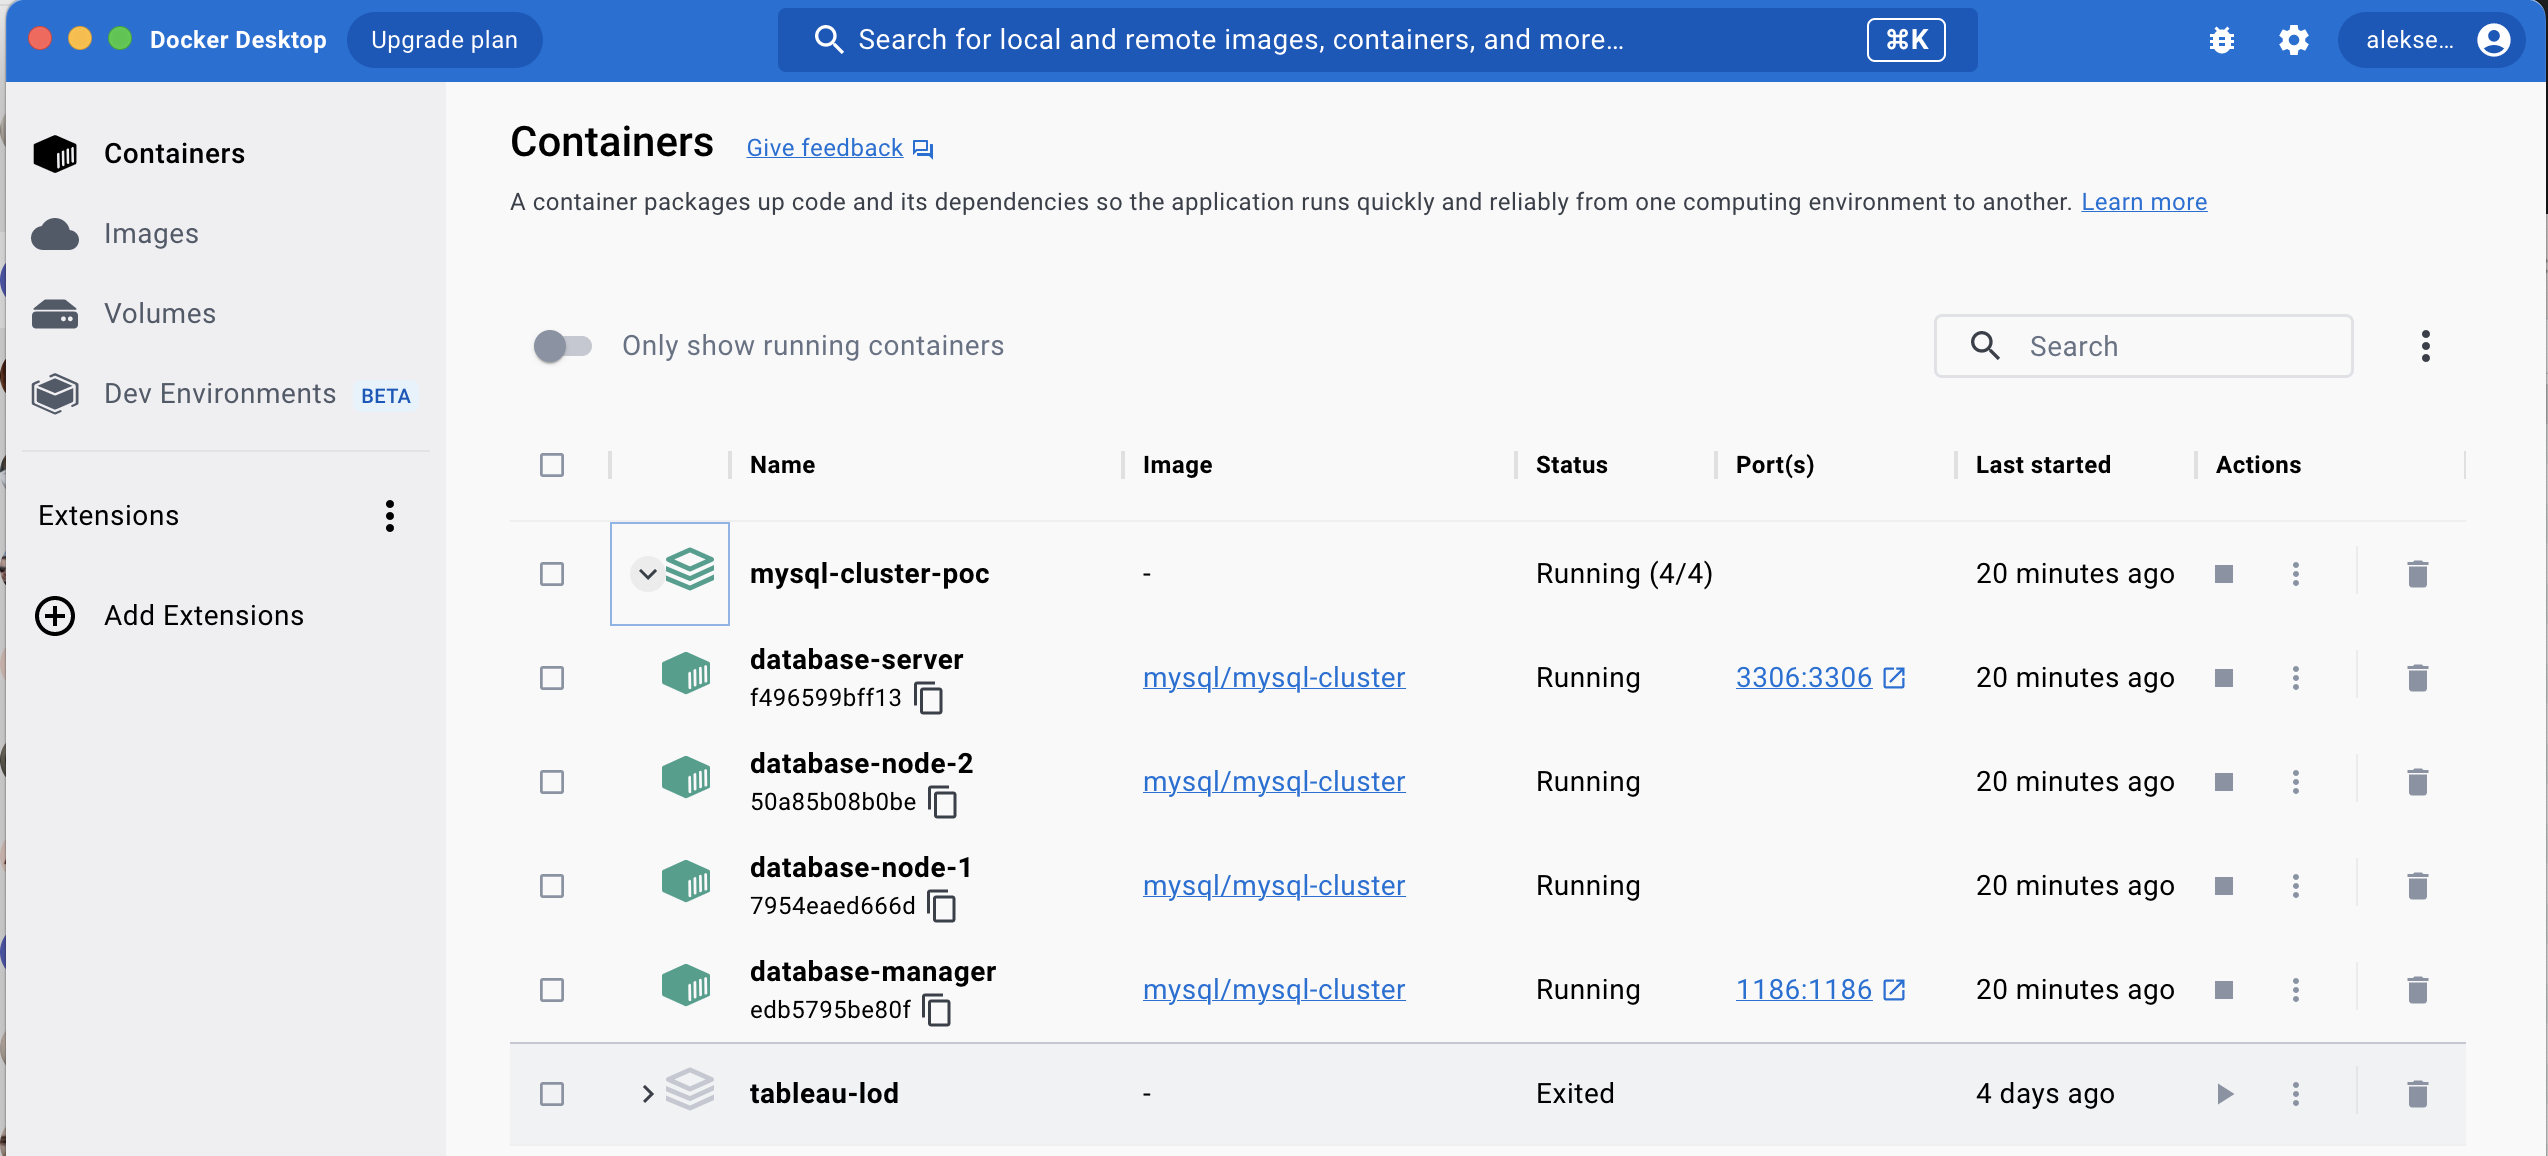 Docker Desktop Upgrade plan Search for local and remote images, containers, and more... ⌘K alekse...
Containers
Images
Volumes
Dev Environments BETA
Extensions
Add Extensions
Containers Give feedback
A container packages up code and its dependencies so the application runs quickly and reliably from one computing environment to another. Learn more
Only show running containers Search
Name Image Status Port(s) Last started Actions
mysql-cluster-poc - Running (4/4) 20 minutes ago
database-server
f496599bff13 mysql/mysql-cluster Running 3306:3306 20 minutes ago
database-node-2
50a85b08b0be mysql/mysql-cluster Running 20 minutes ago
database-node-1
7954eaed666d mysql/mysql-cluster Running 20 minutes ago
database-manager
edb5795be80f mysql/mysql-cluster Running 1186:1186 20 minutes ago
tableau-lod - Exited 4 days ago